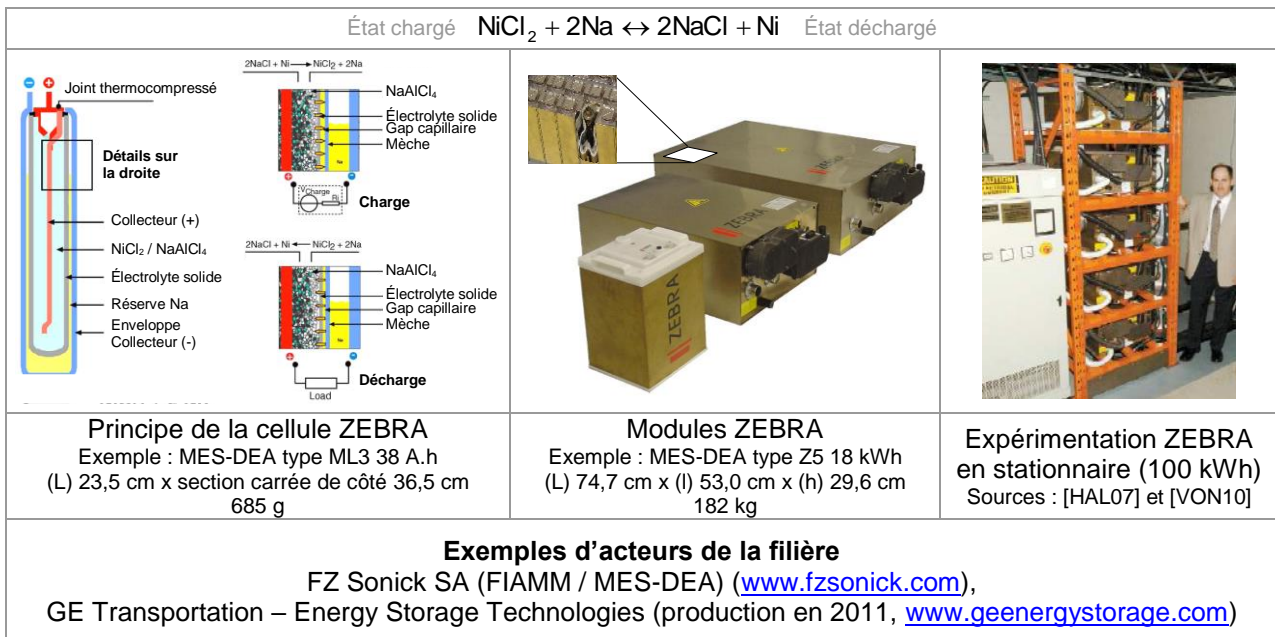 État chargé NiCl₂ + 2Na ↔ 2NaCl + Ni État déchargé
Joint thermocompressé
Détails sur
la droite
Collecteur (+)
NiCl₂ / NaAlCl₄
Électrolyte solide
Réserve Na
Enveloppe
Collecteur (-)
2NaCl + Ni → NiCl₂ + 2Na
NaAlCl₄
Électrolyte solide
Gap capillaire
Mèche
Na
VCharge
Ri
Charge
2NaCl + Ni ← NiCl₂ + 2Na
NaAlCl₄
Électrolyte solide
Gap capillaire
Mèche
Na
Décharge
Load
ZEBRA
ZEBRA
ZEBRA
CAUTION
Principe de la cellule ZEBRA
Exemple : MES-DEA type ML3 38 A.h
(L) 23,5 cm x section carrée de côté 36,5 cm
685 g
Modules ZEBRA
Exemple : MES-DEA type Z5 18 kWh
(L) 74,7 cm x (l) 53,0 cm x (h) 29,6 cm
182 kg
Expérimentation ZEBRA
en stationnaire (100 kWh)
Sources : [HAL07] et [VON10]
Exemples d'acteurs de la filière
FZ Sonick SA (FIAMM / MES-DEA) (www.fzsonick.com),
GE Transportation – Energy Storage Technologies (production en 2011, www.geenergystorage.com)